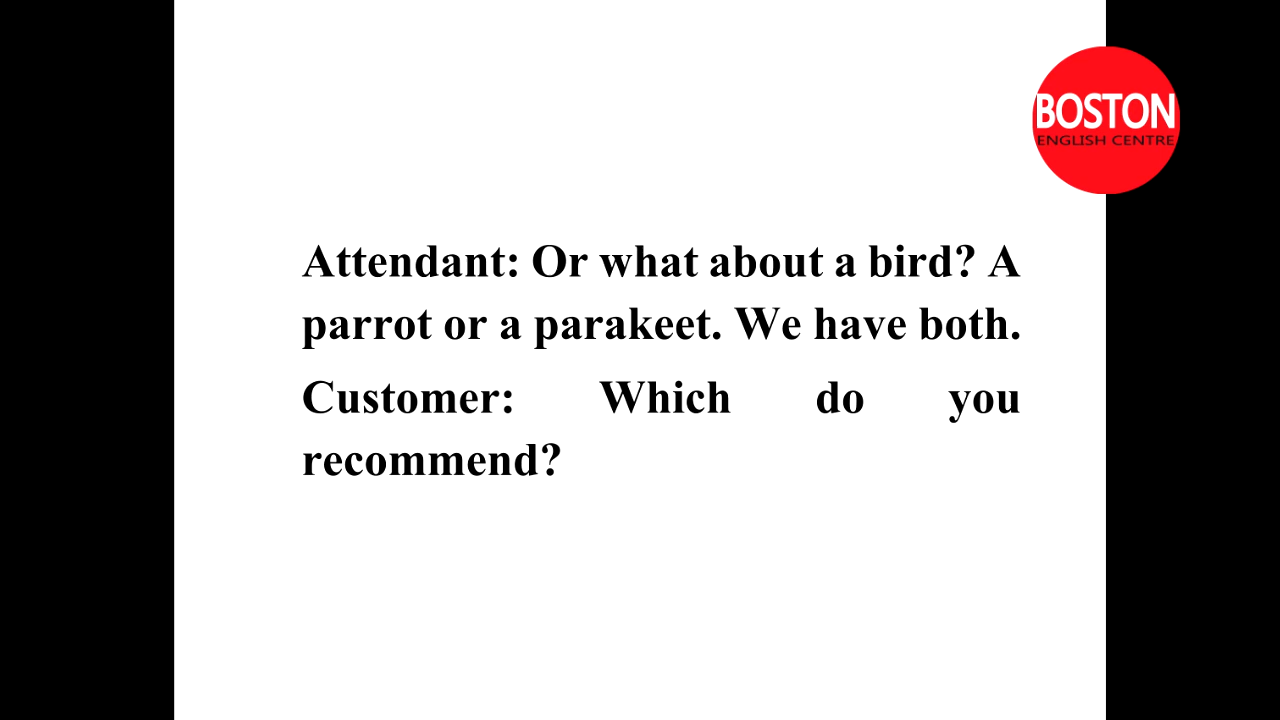 BOSTON
ENGLISH CENTRE
Attendant: Or what about a bird? A
parrot or a parakeet. We have both.
Customer: Which do you
recommend?